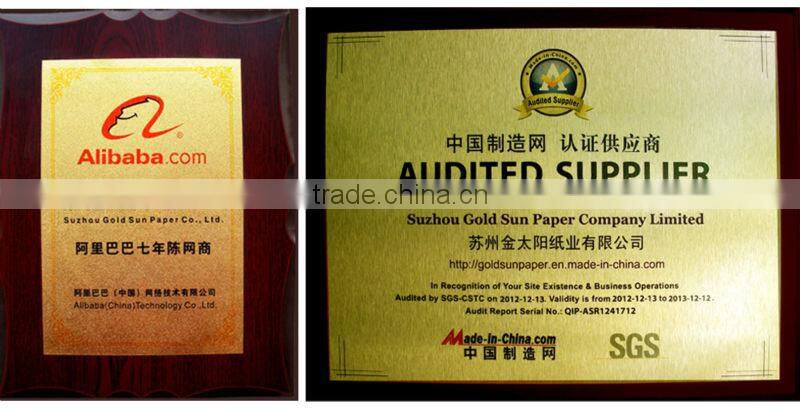 Alibaba.com
Suzhou Gold Sun Paper Co., Ltd.
阿里巴巴七年陈网商
阿里巴巴（中国）网络技术有限公司
Alibaba(China)Technology Co.,Ltd.
Made-in-China.com
Audited Supplier
中国制造网 认证供应商
AUDITED SUPPLIER
trade.china.cn
Suzhou Gold Sun Paper Company Limited
苏州金太阳纸业有限公司
http://goldsunpaper.en.made-in-china.com
In Recognition of Your Site Existence & Business Operations
Audited by SGS-CSTC on 2012-12-13. Validity is from 2012-12-13 to 2013-12-12.
Audit Report Serial No.: QIP-ASR1241712
Made-in-China.com
中国制造网
SGS